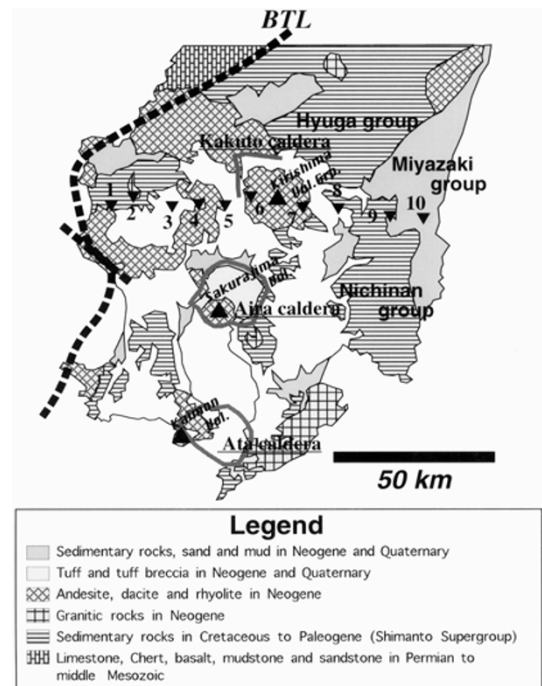 BTL
Hyuga group
Kakuto caldera
Kirishima
Vol.Grp.
Miyazaki
group
1
2
3
4
5
6
7
8
9
10
Sakurajima
Vol.
Nichinan
group
Aira caldera
Kaimon
Vol.
Ata caldera
50 km
Legend
Sedimentary rocks, sand and mud in Neogene and Quaternary
Tuff and tuff breccia in Neogene and Quaternary
Andesite, dacite and rhyolite in Neogene
Granitic rocks in Neogene
Sedimentary rocks in Cretaceous to Paleogene (Shimanto Supergroup)
Limestone, Chert, basalt, mudstone and sandstone in Permian to
middle Mesozoic